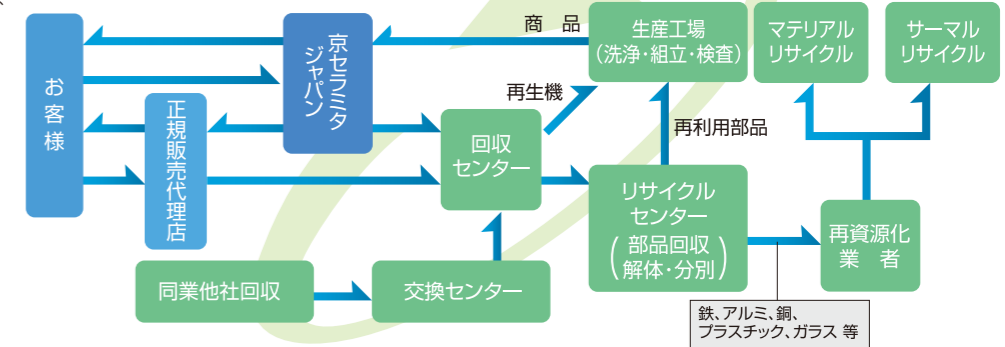 商 品
京セラミタ
ジャパン
生産工場
(洗浄・組立・検査)
マテリアル
リサイクル
サーマル
リサイクル
お客様
正規販売代理店
再生機
再利用部品
回収
センター
リサイクル
センター
(部品回収
解体・分別)
再資源化
業 者
同業他社回収
交換センター
鉄、アルミ、銅、
プラスチック、ガラス 等